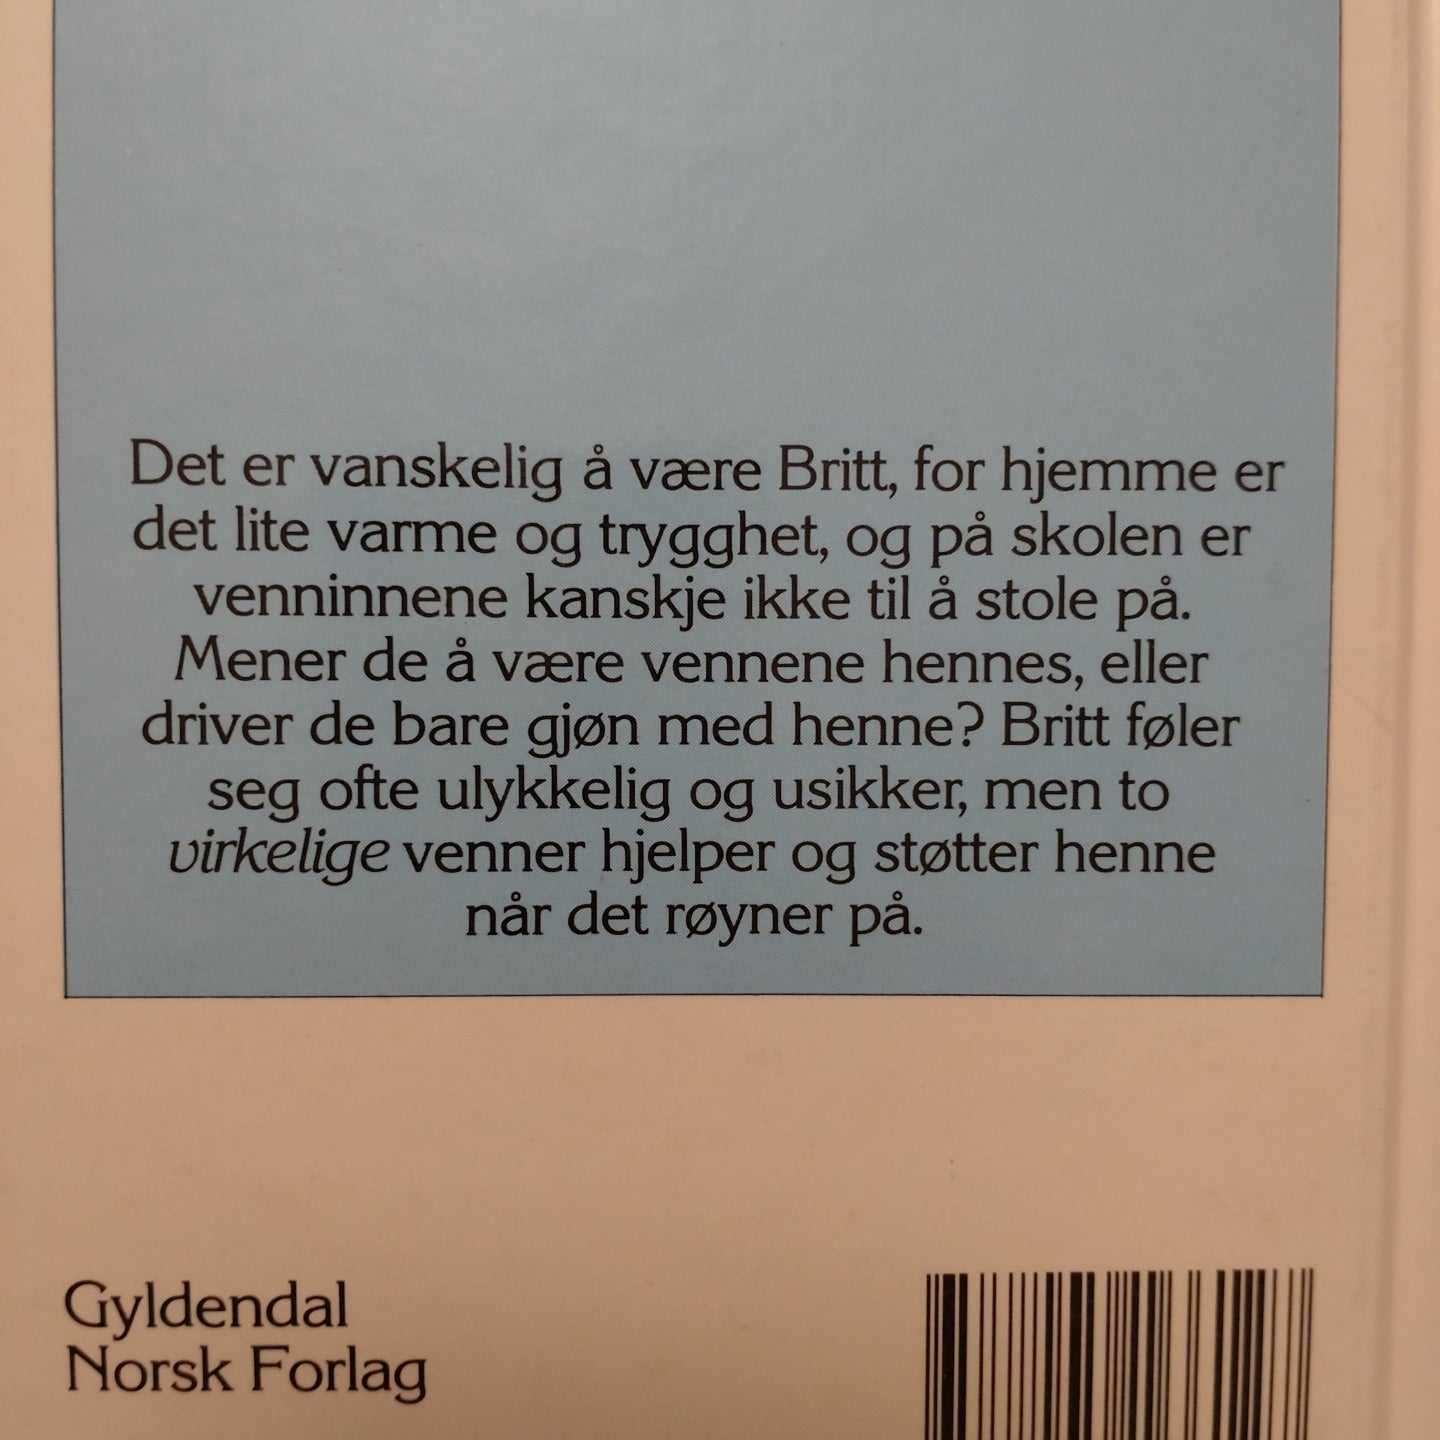 Det er vanskelig å være Britt, for hjemme er
det lite varme og trygghet, og på skolen er
venninnene kanskje ikke til å stole på.
Mener de å være vennene hennes, eller
driver de bare gjøn med henne? Britt føler
seg ofte ulykkelig og usikker, men to
virkelige venner hjelper og støtter henne
når det røyner på.
Gyldendal
Norsk Forlag